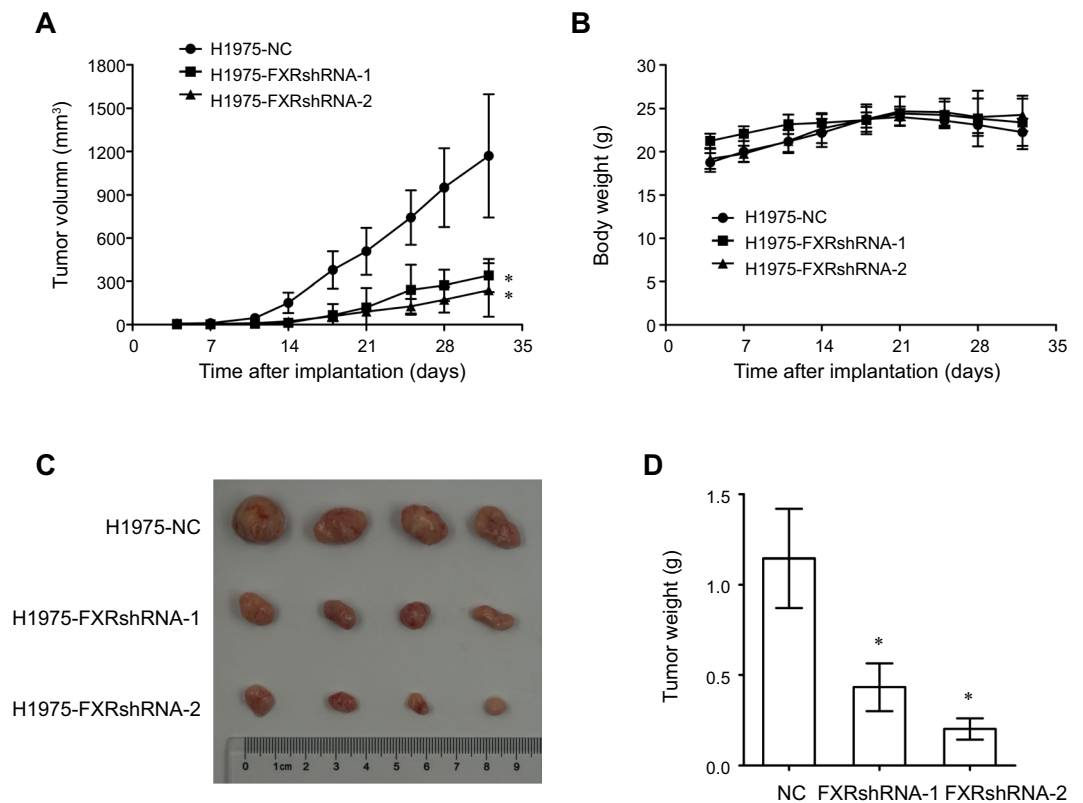 A
H1975-NC
H1975-FXRshRNA-1
H1975-FXRshRNA-2
Tumor volumn (mm³)
1800
1500
1200
900
600
300
0
*
*
0 7 14 21 28 35
Time after implantation (days)
B
Body weight (g)
30
25
20
15
10
5
0
H1975-NC
H1975-FXRshRNA-1
H1975-FXRshRNA-2
0 7 14 21 28 35
Time after implantation (days)
C
H1975-NC
H1975-FXRshRNA-1
H1975-FXRshRNA-2
0 1cm 2 3 4 5 6 7 8 9
D
Tumor weight (g)
1.5
1.0
0.5
0.0
*
*
NC FXRshRNA-1 FXRshRNA-2